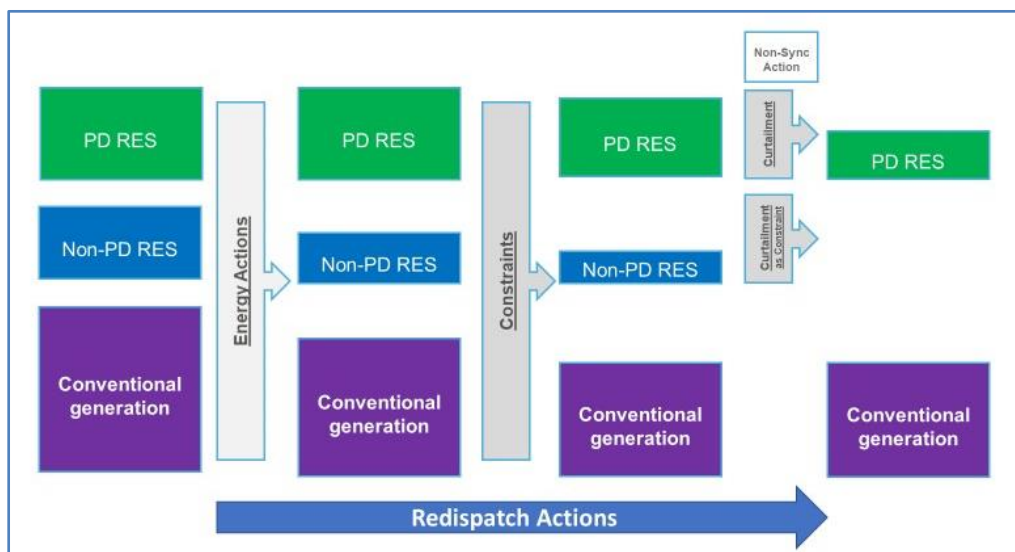 PD RES
Non-PD RES
Conventional
generation
Energy Actions
PD RES
Non-PD RES
Conventional
generation
Constraints
PD RES
Non-PD RES
Conventional
generation
Non-Sync
Action
Curtailment
Curtailment
as Constraint
PD RES
Conventional
generation
Redispatch Actions